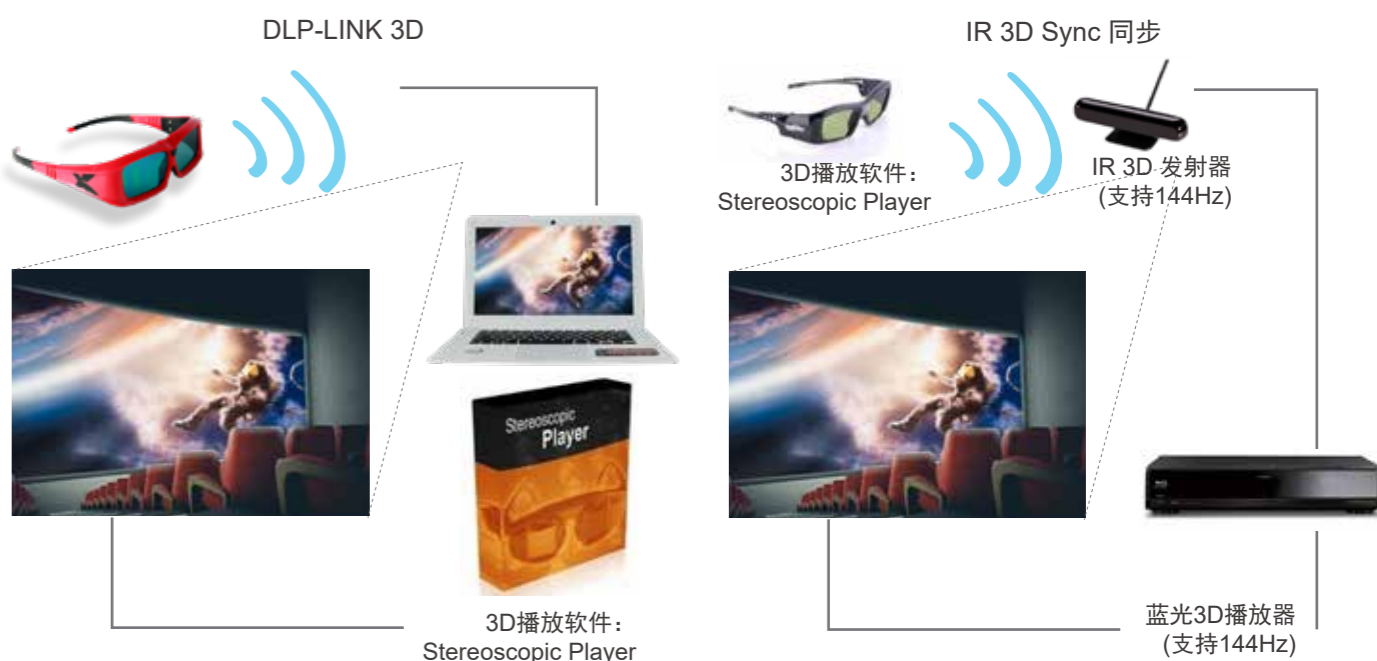 DLP-LINK 3D
3D播放软件：
Stereoscopic Player
Stereoscopic
Player
IR 3D Sync 同步
3D播放软件：
Stereoscopic Player
IR 3D 发射器
(支持144Hz)
蓝光3D播放器
(支持144Hz)